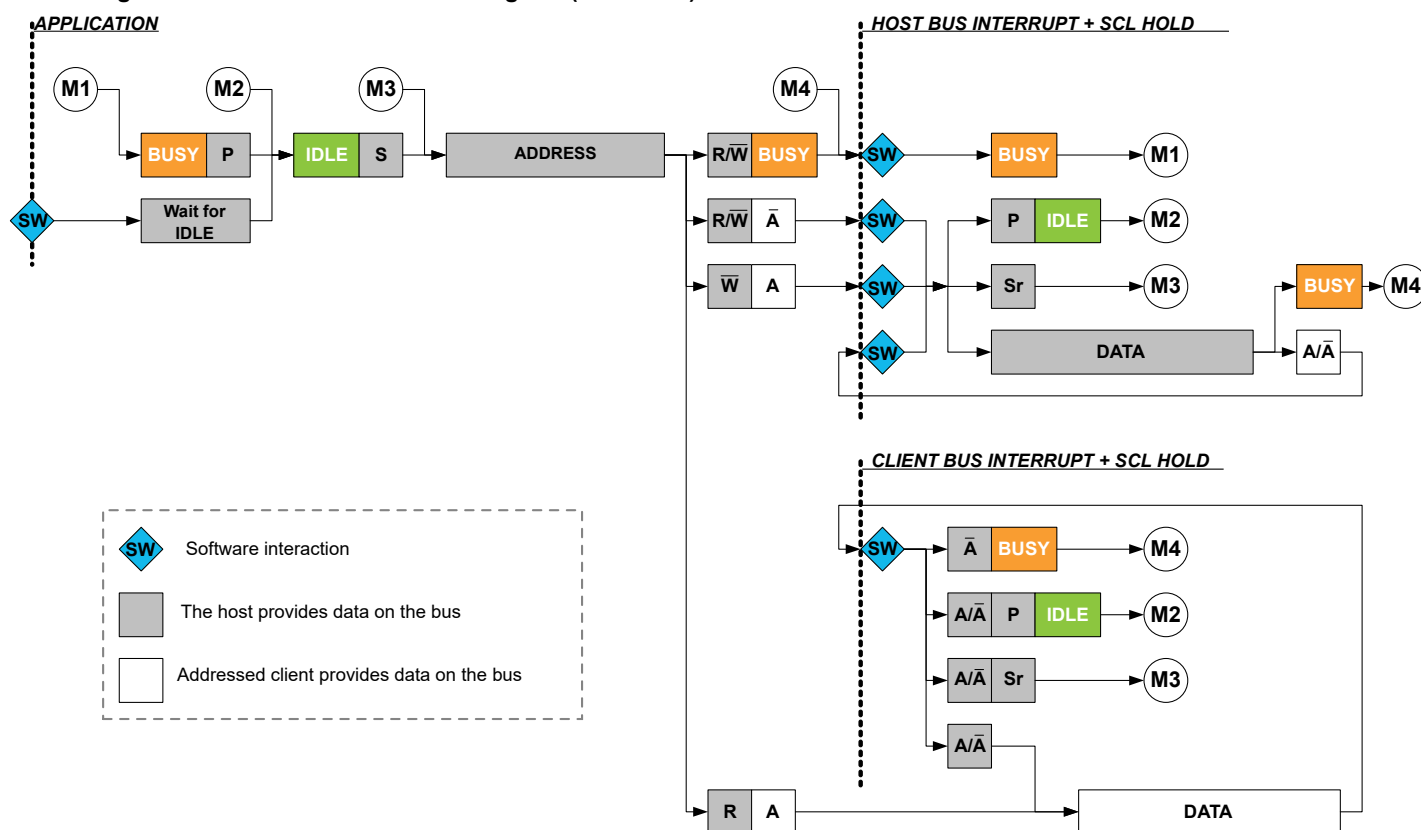 APPLICATION
HOST BUS INTERRUPT + SCL HOLD
M1
M2
M3
M4
BUSY P
IDLE S
ADDRESS
R/W̅ BUSY
SW
BUSY
M1
SW
Wait for
IDLE
R/W̅ A̅
SW
P IDLE
M2
W̅ A
SW
Sr
M3
BUSY
M4
SW
DATA
A/A̅
CLIENT BUS INTERRUPT + SCL HOLD
SW
A̅ BUSY
M4
A/A̅ P IDLE
M2
A/A̅ Sr
M3
A/A̅
R A
DATA
SW Software interaction
The host provides data on the bus
Addressed client provides data on the bus